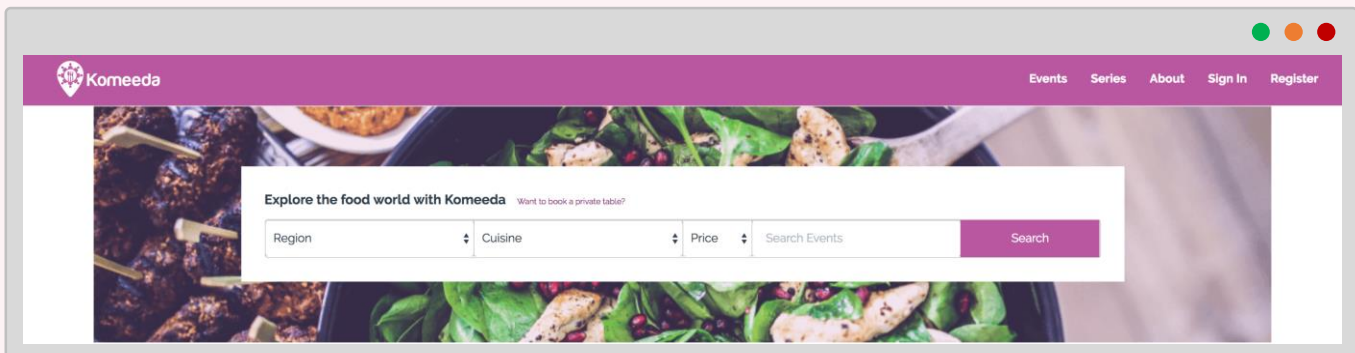 Komeeda
Events Series About Sign In Register
Explore the food world with Komeeda Want to book a private table?
Region Cuisine Price Search Events Search